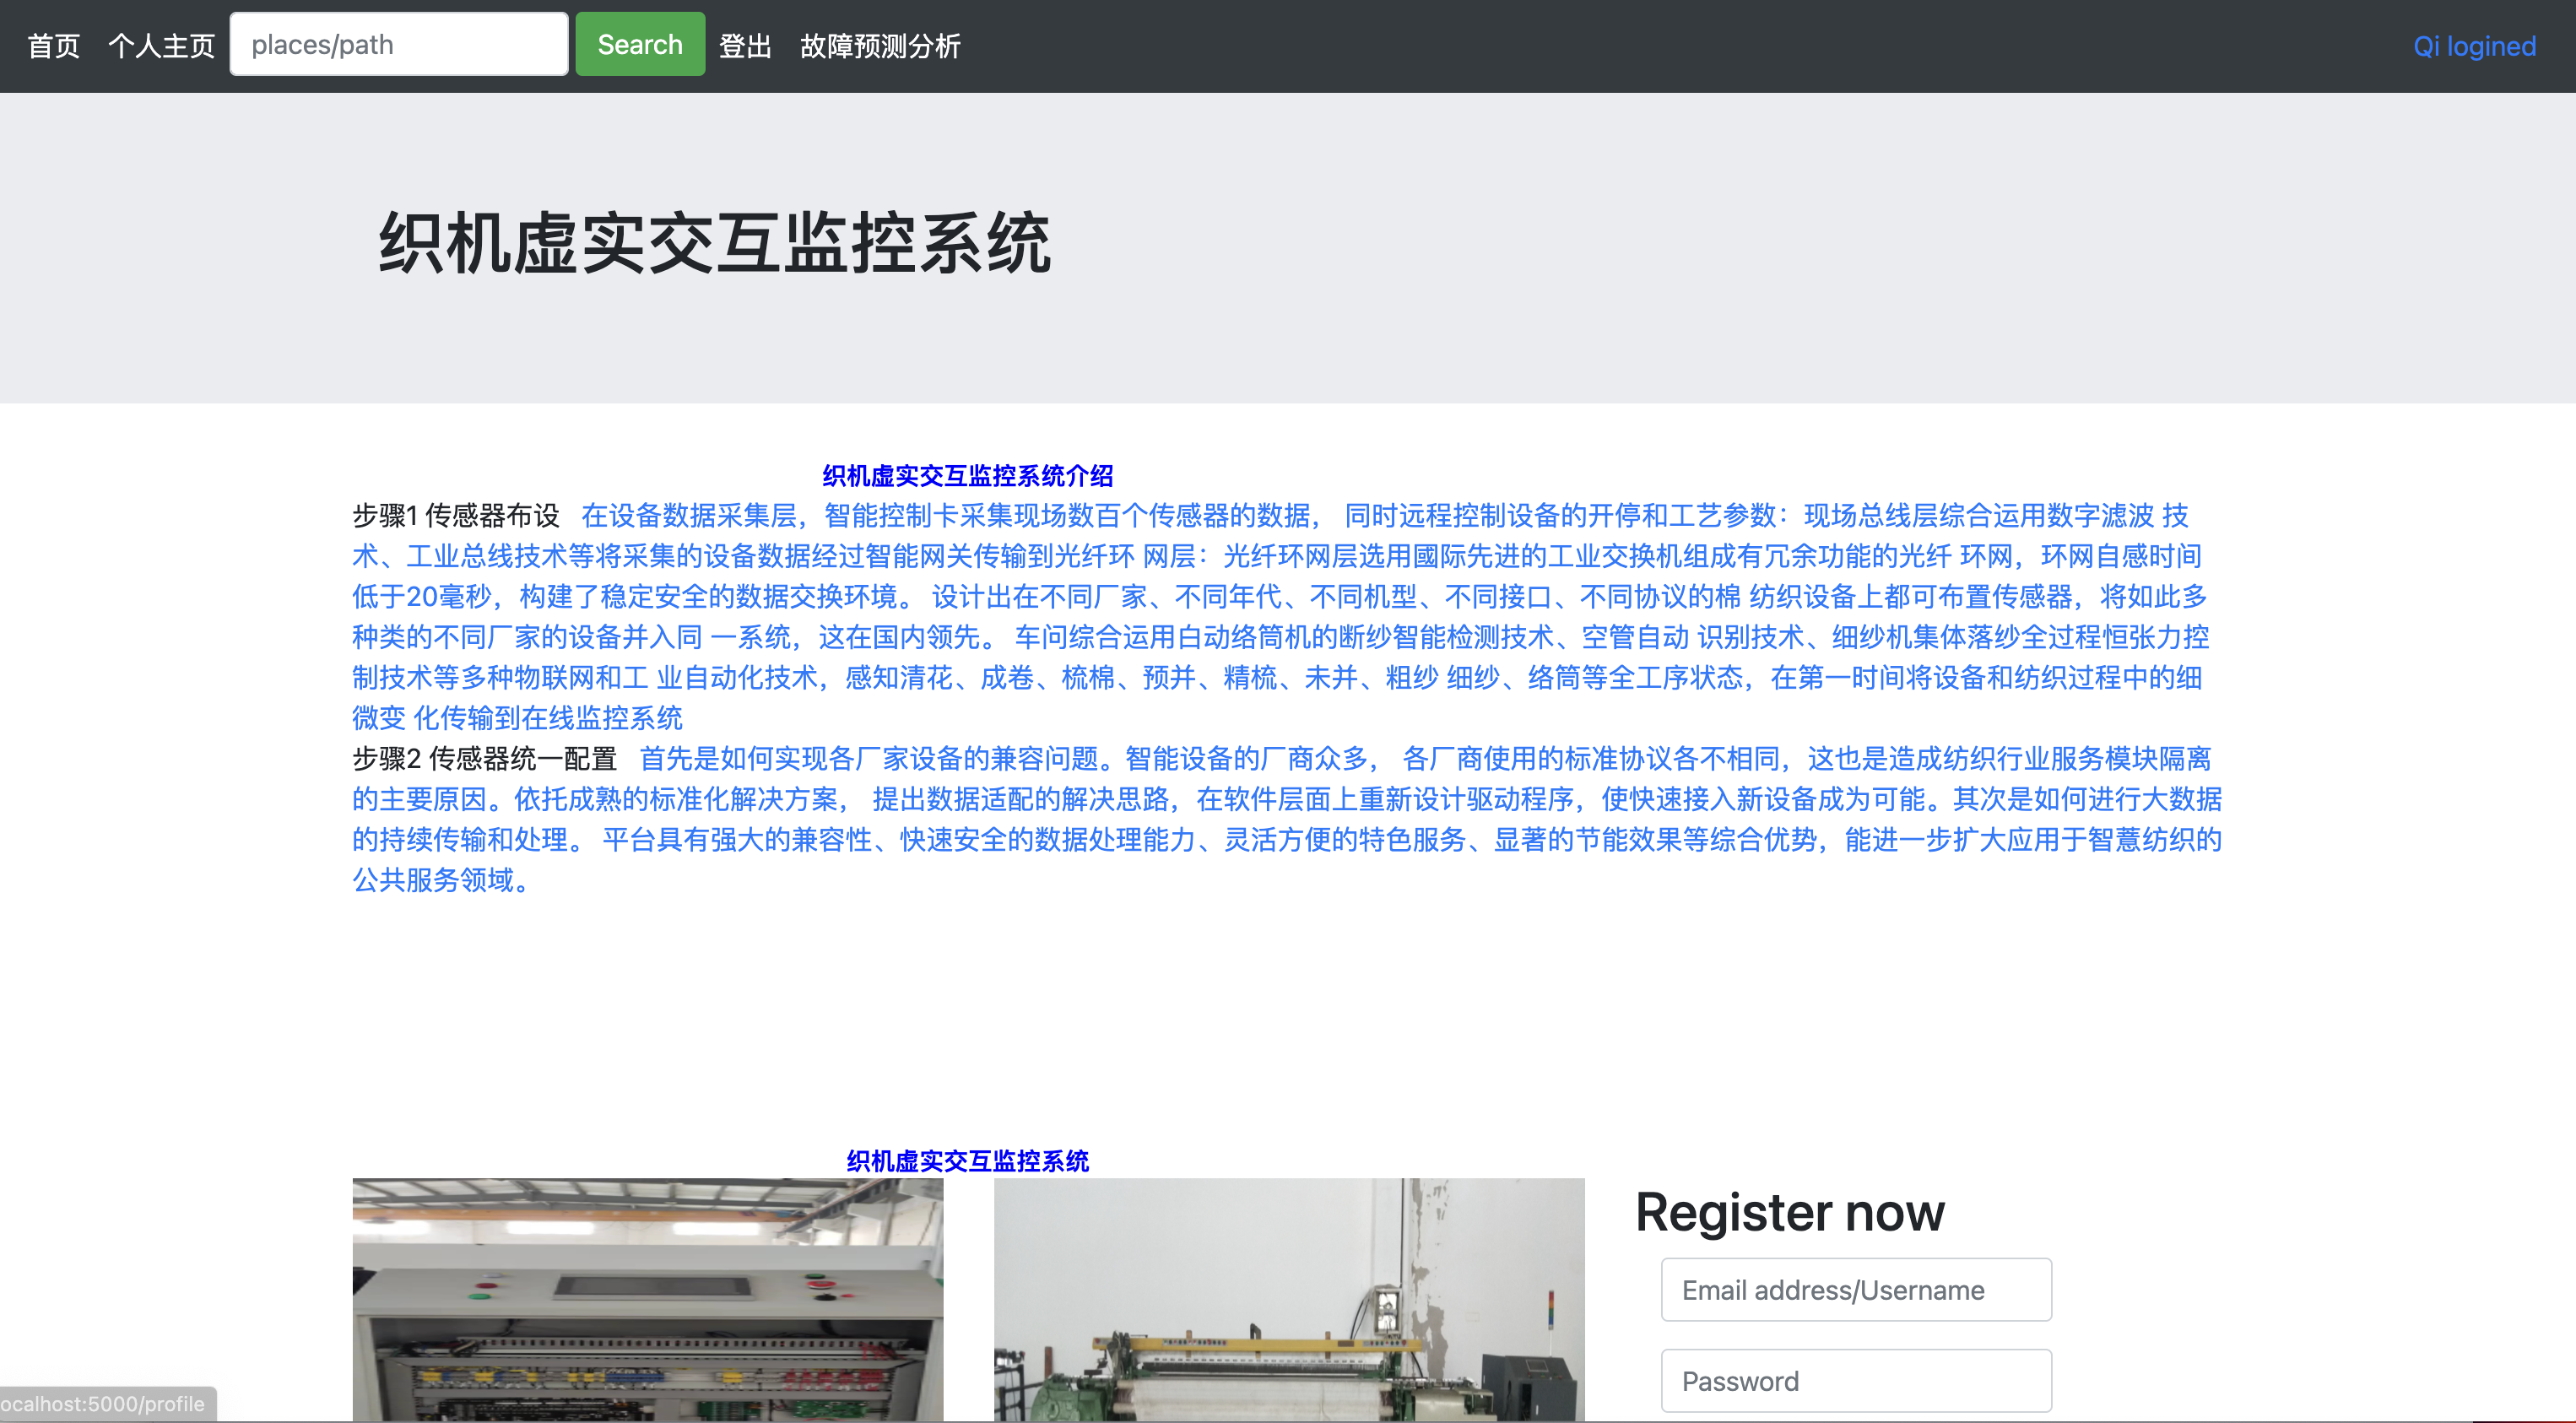 首页 个人主页 places/path Search 登出 故障预测分析 Qi logined
织机虚实交互监控系统
织机虚实交互监控系统介绍
步骤1 传感器布设 在设备数据采集层，智能控制卡采集现场数百个传感器的数据， 同时远程控制设备的开停和工艺参数：现场总线层综合运用数字滤波 技
术、工业总线技术等将采集的设备数据经过智能网关传输到光纤环 网层：光纤环网层选用國际先进的工业交换机组成有冗余功能的光纤 环网，环网自感时间
低于20毫秒，构建了稳定安全的数据交换环境。 设计出在不同厂家、不同年代、不同机型、不同接口、不同协议的棉 纺织设备上都可布置传感器，将如此多
种类的不同厂家的设备并入同 一系统，这在国内领先。 车问综合运用白动络筒机的断纱智能检测技术、空管自动 识别技术、细纱机集体落纱全过程恒张力控
制技术等多种物联网和工 业自动化技术，感知清花、成卷、梳棉、预并、精梳、未并、粗纱 细纱、络筒等全工序状态，在第一时间将设备和纺织过程中的细
微变 化传输到在线监控系统
步骤2 传感器统一配置 首先是如何实现各厂家设备的兼容问题。智能设备的厂商众多， 各厂商使用的标准协议各不相同，这也是造成纺织行业服务模块隔离
的主要原因。依托成熟的标准化解决方案， 提出数据适配的解决思路，在软件层面上重新设计驱动程序，使快速接入新设备成为可能。其次是如何进行大数据
的持续传输和处理。 平台具有强大的兼容性、快速安全的数据处理能力、灵活方便的特色服务、显著的节能效果等综合优势，能进一步扩大应用于智薏纺织的
公共服务领域。
织机虚实交互监控系统
Register now
Email address/Username
Password
ocalhost:5000/profile